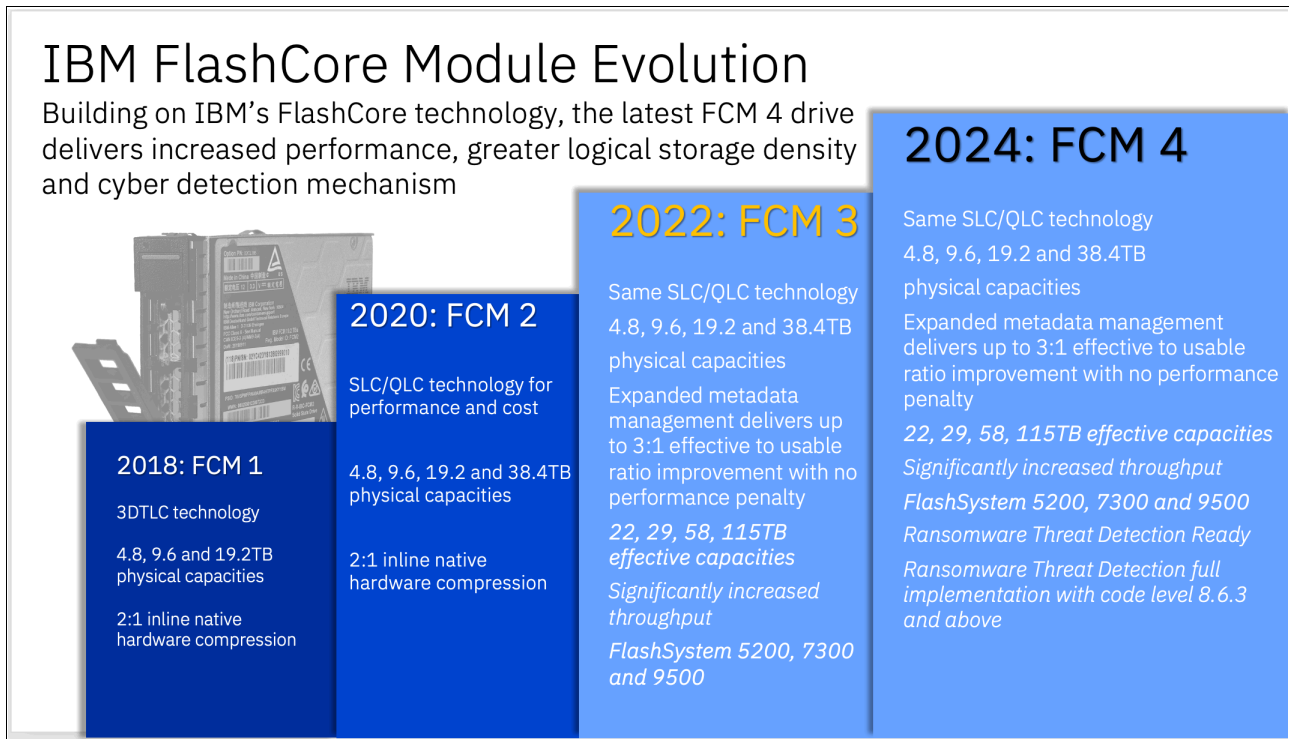 IBM FlashCore Module Evolution
Building on IBM’s FlashCore technology, the latest FCM 4 drive
delivers increased performance, greater logical storage density
and cyber detection mechanism
2018: FCM 1
3DTLC technology
4.8, 9.6 and 19.2TB
physical capacities
2:1 inline native
hardware compression
2020: FCM 2
SLC/QLC technology for
performance and cost
4.8, 9.6, 19.2 and 38.4TB
physical capacities
2:1 inline native
hardware compression
2022: FCM 3
Same SLC/QLC technology
4.8, 9.6, 19.2 and 38.4TB
physical capacities
Expanded metadata
management delivers up
to 3:1 effective to usable
ratio improvement with no
performance penalty
22, 29, 58, 115TB
effective capacities
Significantly increased
throughput
FlashSystem 5200, 7300
and 9500
2024: FCM 4
Same SLC/QLC technology
4.8, 9.6, 19.2 and 38.4TB
physical capacities
Expanded metadata management
delivers up to 3:1 effective to usable
ratio improvement with no performance
penalty
22, 29, 58, 115TB effective capacities
Significantly increased throughput
FlashSystem 5200, 7300 and 9500
Ransomware Threat Detection Ready
Ransomware Threat Detection full
implementation with code level 8.6.3
and above